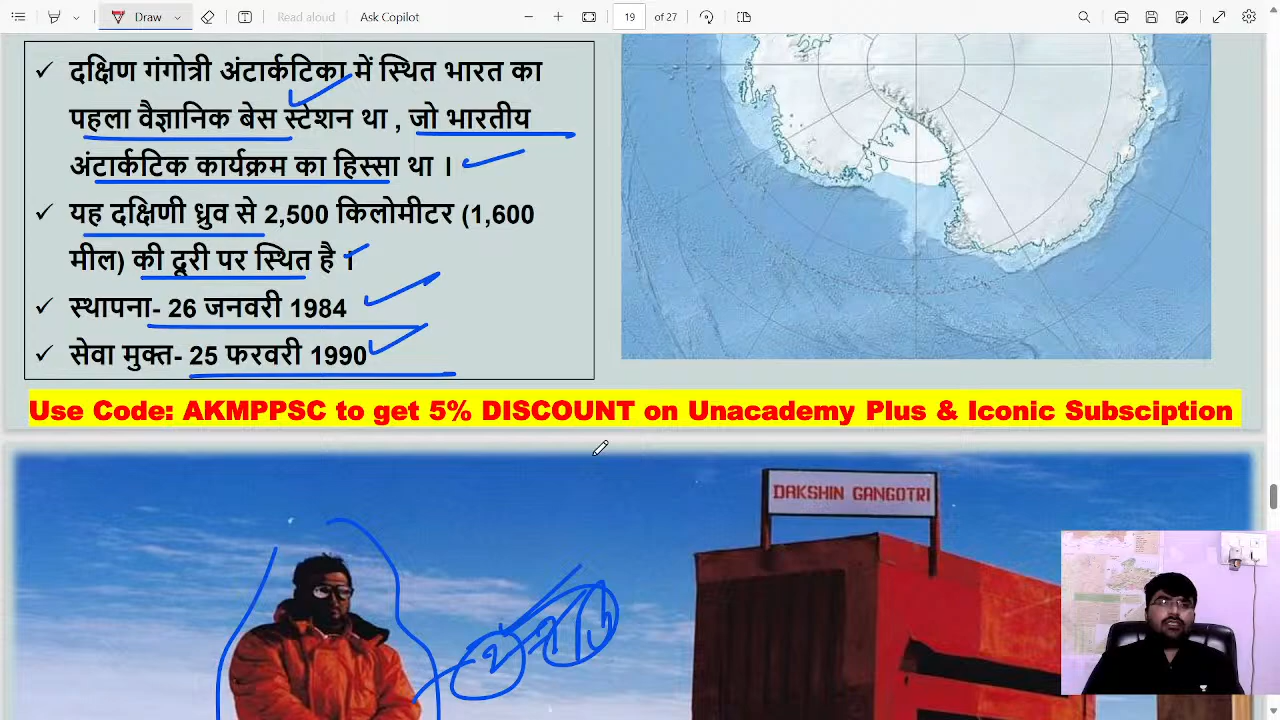 Draw
Read aloud
Ask Copilot
19
of 27
दक्षिण गंगोत्री अंटार्कटिका में स्थित भारत का
पहला वैज्ञानिक बेस स्टेशन था , जो भारतीय
अंटार्कटिक कार्यक्रम का हिस्सा था ।
यह दक्षिणी ध्रुव से 2,500 किलोमीटर (1,600
मील) की दूरी पर स्थित है ।
स्थापना- 26 जनवरी 1984
सेवा मुक्त- 25 फरवरी 1990
Use Code: AKMPPSC to get 5% DISCOUNT on Unacademy Plus & Iconic Subsciption
DAKSHIN GANGOTRI